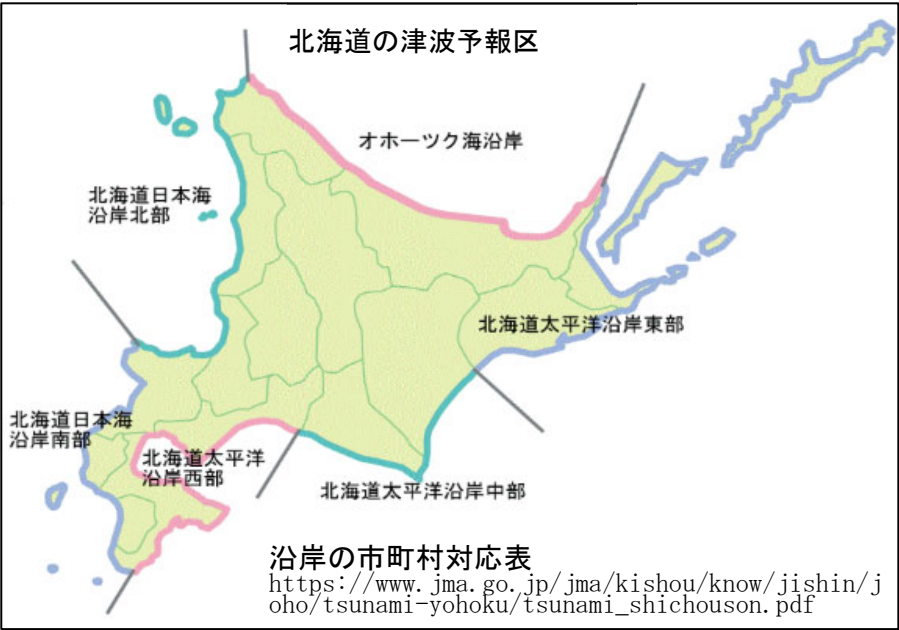 北海道の津波予報区
オホーツク海沿岸
北海道日本海
沿岸北部
北海道太平洋沿岸東部
北海道日本海
沿岸南部
北海道太平洋
沿岸西部
北海道太平洋沿岸中部
沿岸の市町村対応表
https://www.jma.go.jp/jma/kishou/know/jishin/j
oho/tsunami-yohoku/tsunami_shichouson.pdf